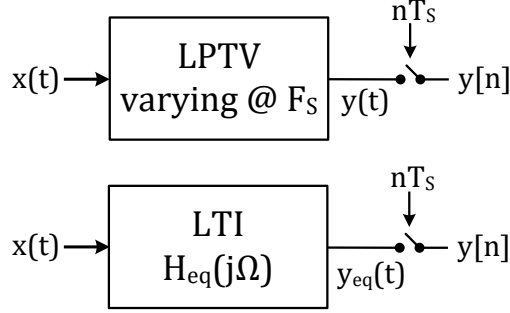 nTS
x(t)
LPTV
varying @ FS
y(t)
y[n]
nTS
x(t)
LTI
Heq(jΩ)
yeq(t)
y[n]